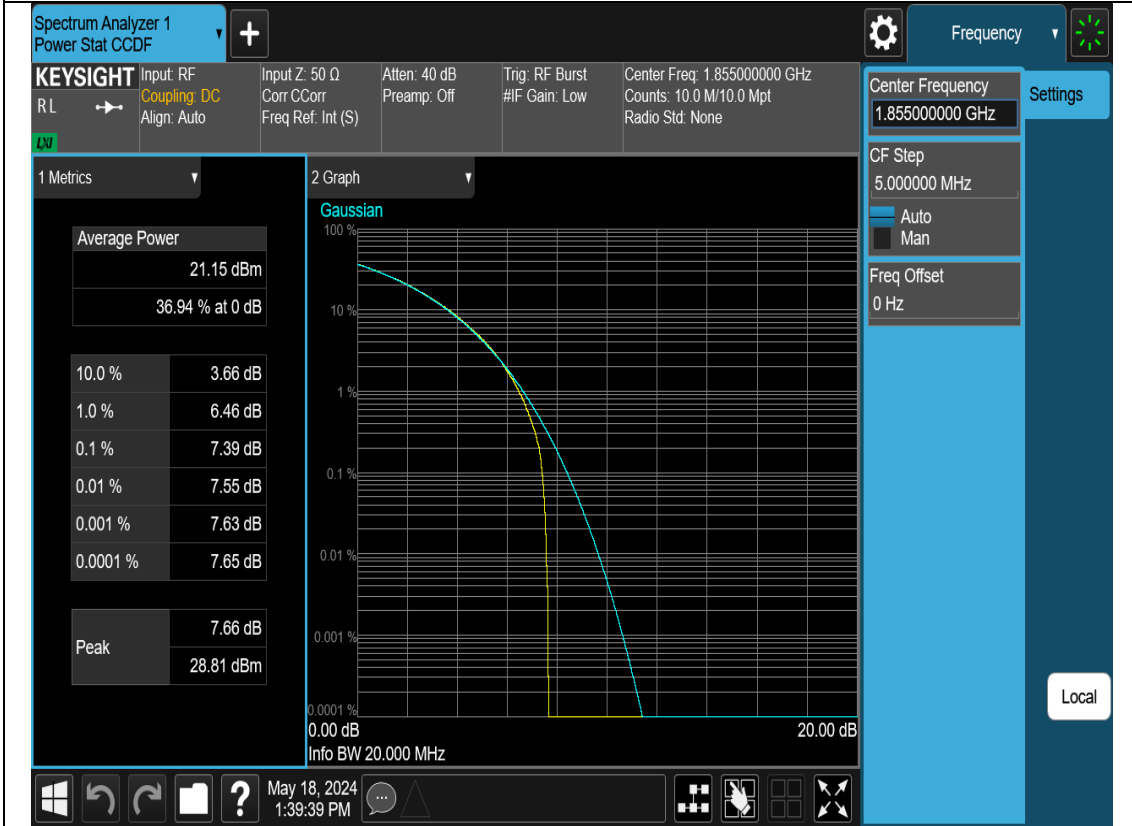 Spectrum Analyzer 1
Power Stat CCDF
Frequency
KEYSIGHT
RL
LXI
Input: RF
Coupling: DC
Align: Auto
Input Z: 50 Ω
Corr CCorr
Freq Ref: Int (S)
Atten: 40 dB
Preamp: Off
Trig: RF Burst
#IF Gain: Low
Center Freq: 1.855000000 GHz
Counts: 10.0 M/10.0 Mpt
Radio Std: None
Center Frequency
1.855000000 GHz
Settings
CF Step
5.000000 MHz
Auto
Man
Freq Offset
0 Hz
Local
1 Metrics
Average Power
21.15 dBm
36.94 % at 0 dB
10.0 % 3.66 dB
1.0 % 6.46 dB
0.1 % 7.39 dB
0.01 % 7.55 dB
0.001 % 7.63 dB
0.0001 % 7.65 dB
Peak
7.66 dB
28.81 dBm
2 Graph
Gaussian
100 %
10 %
1 %
0.1 %
0.01 %
0.001 %
0.0001 %
0.00 dB 20.00 dB
Info BW 20.000 MHz
?
May 18, 2024
1:39:39 PM